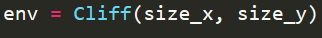 env = Cliff(size_x, size_y)